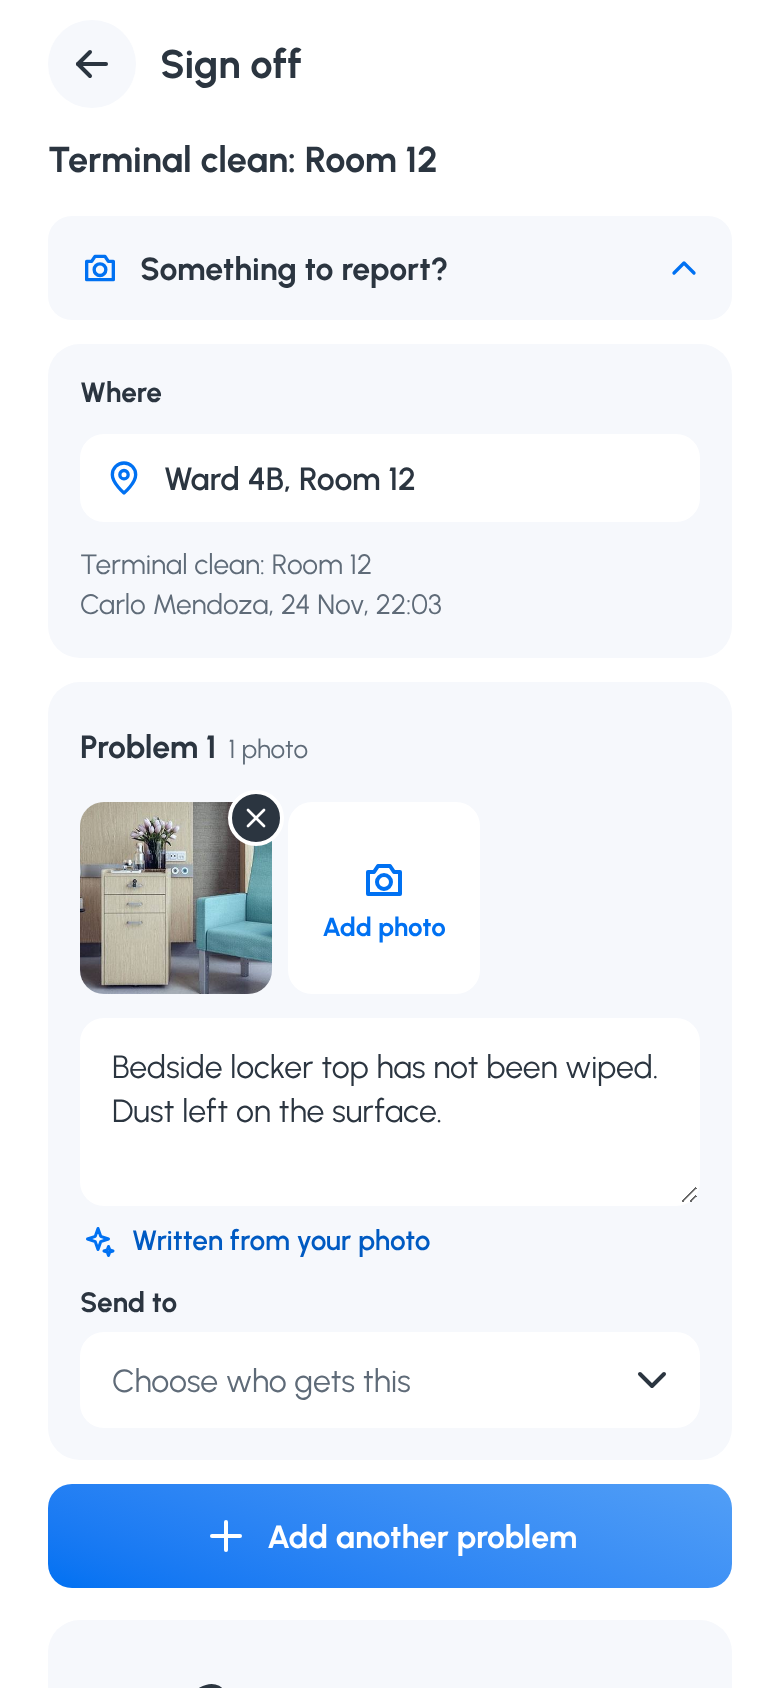 Sign off
Terminal clean: Room 12
Something to report?
Where
Ward 4B, Room 12
Terminal clean: Room 12
Carlo Mendoza, 24 Nov, 22:03
Problem 1 1 photo
Add photo
Bedside locker top has not been wiped.
Dust left on the surface.
Written from your photo
Send to
Choose who gets this
Add another problem